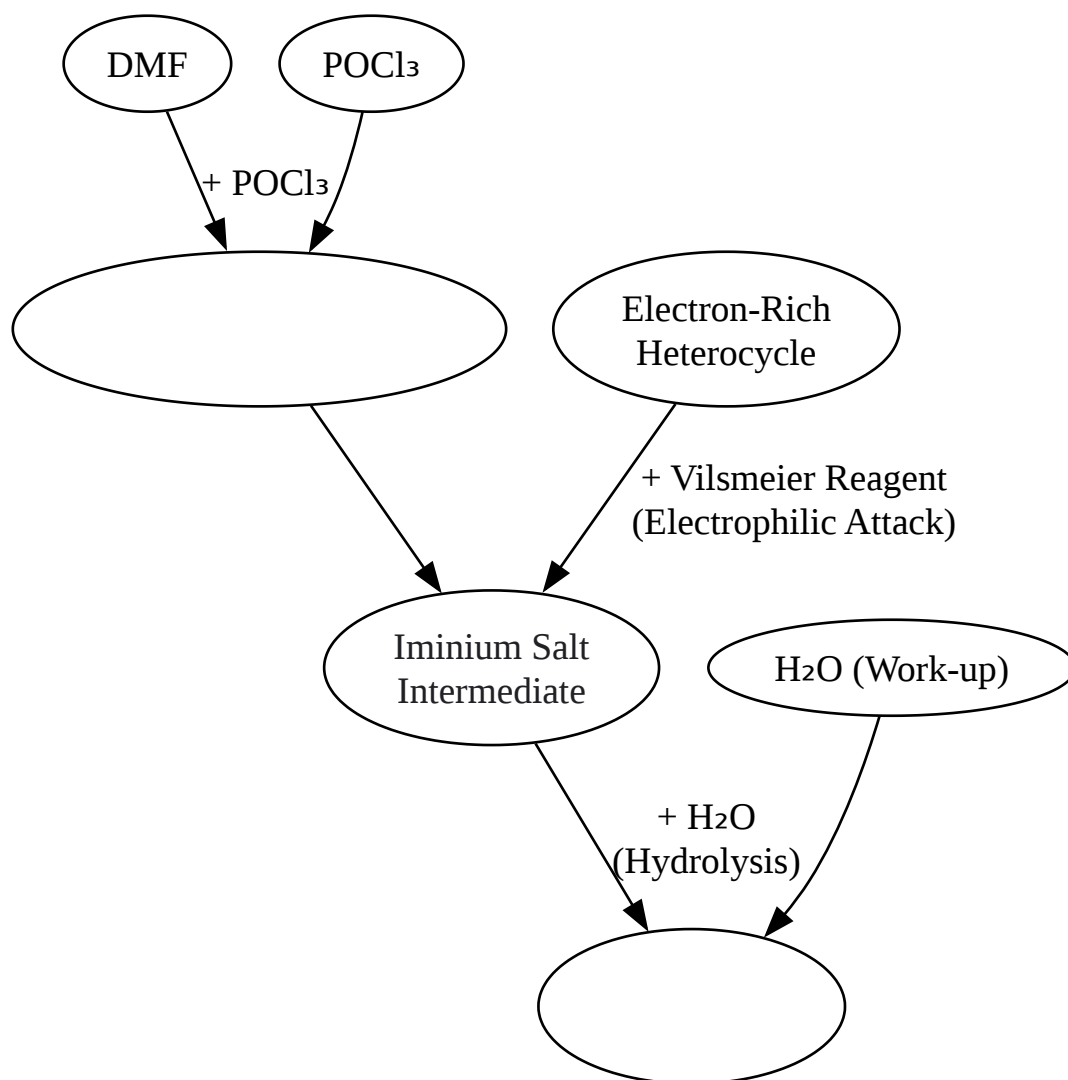 DMF
POCl₃
+ POCl₃
Electron-Rich
Heterocycle
+ Vilsmeier Reagent
(Electrophilic Attack)
Iminium Salt
Intermediate
H₂O (Work-up)
+ H₂O
(Hydrolysis)